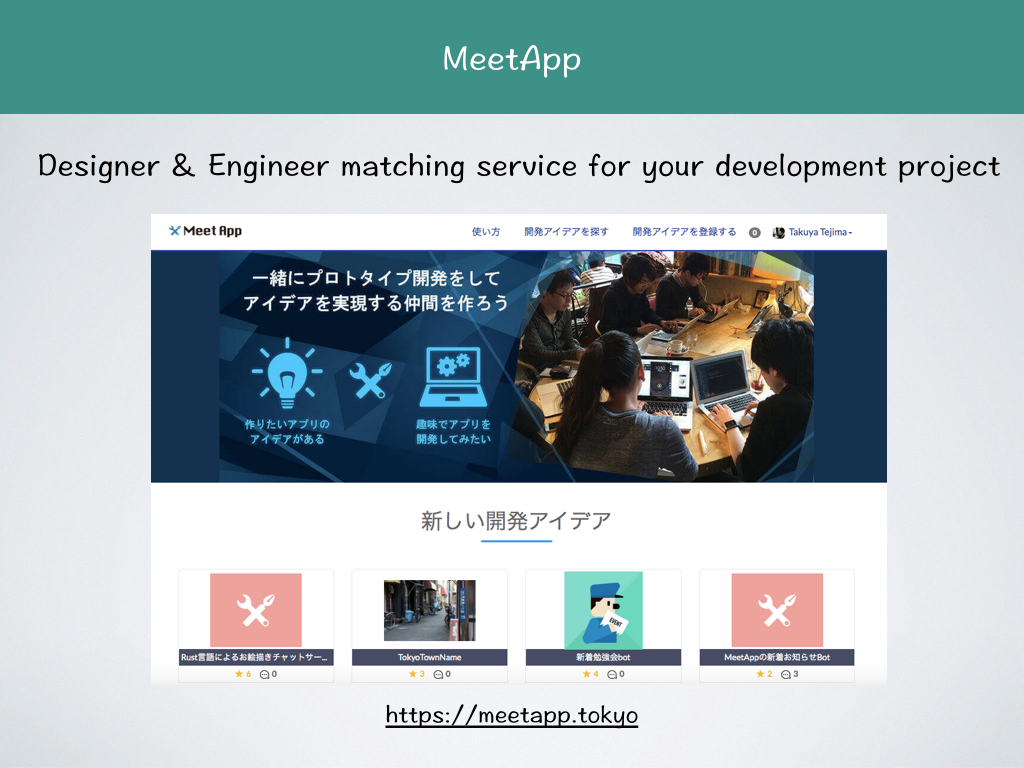 MeetApp
Designer & Engineer matching service for your development project
Meet App
使い方 開発アイデアを探す 開発アイデアを登録する 0 Takuya Tejima
一緒にプロトタイプ開発をして
アイデアを実現する仲間を作ろう
作りたいアプリの
アイデアがある
趣味でアプリを
開発してみたい
新しい開発アイデア
EVENT
Rust言語によるお絵描きチャットサー... TokyoTownName 新着勉強会bot MeetAppの新着お知らせBot
6 0 3 0 4 0 2 3
https://meetapp.tokyo